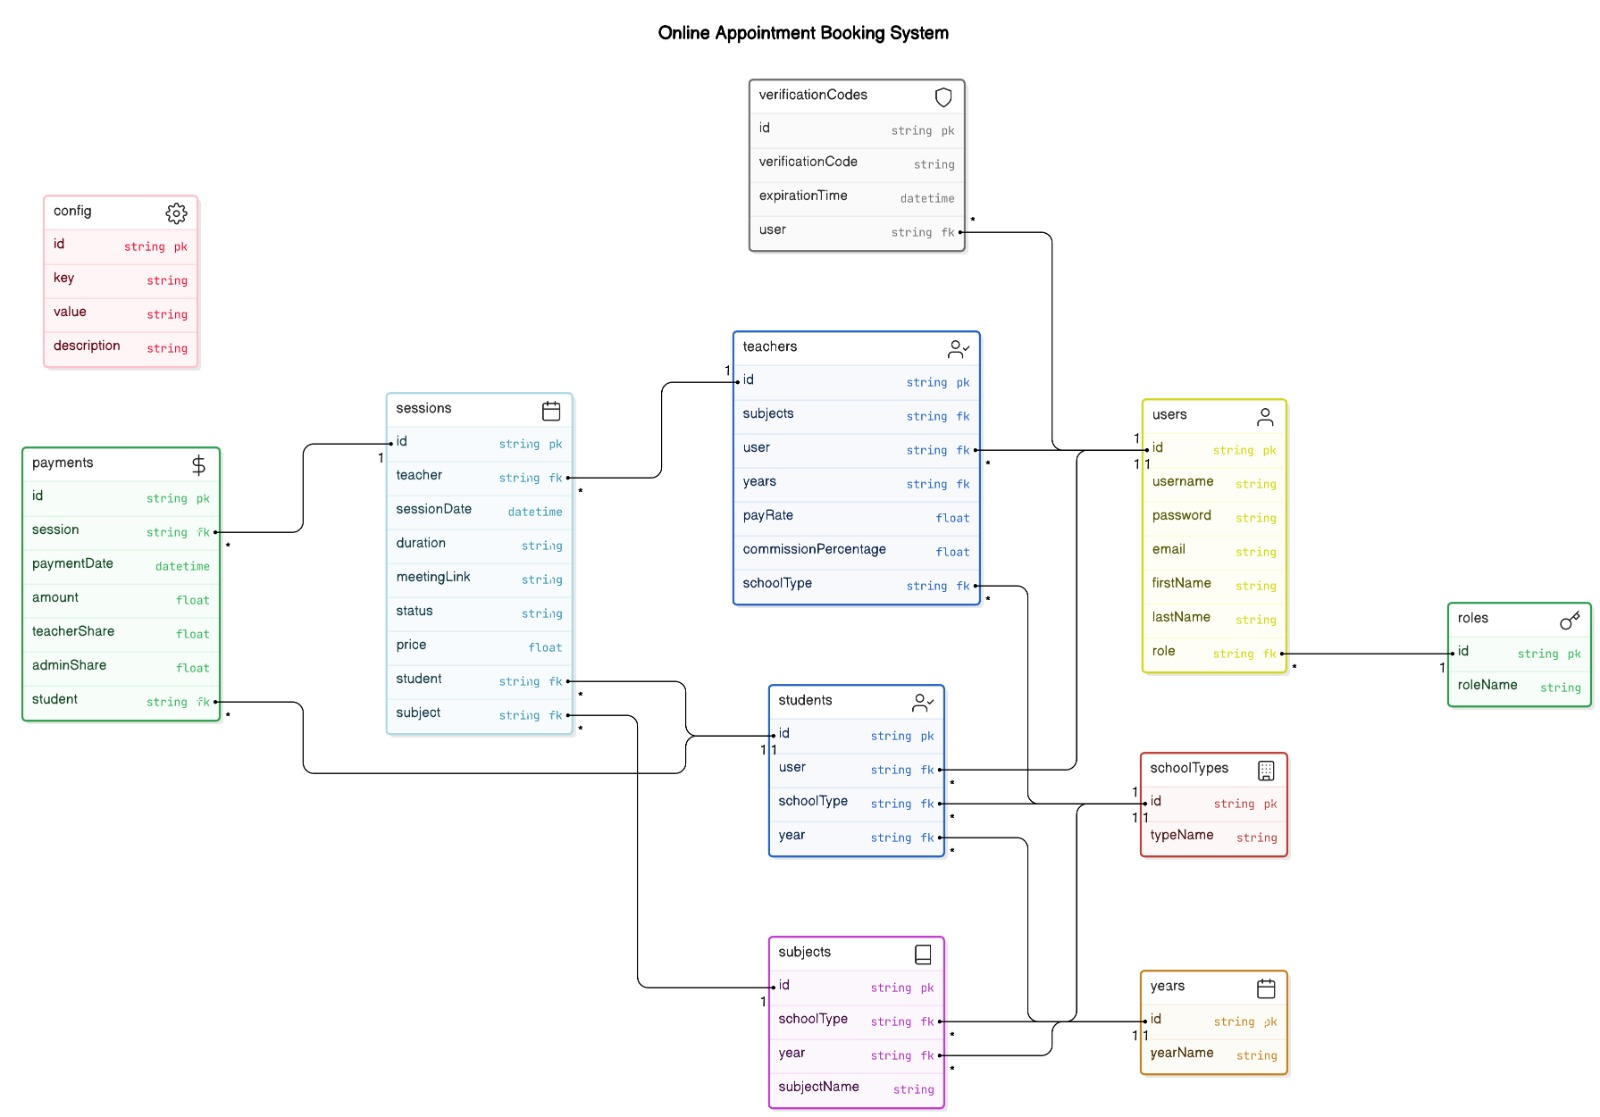 Online Appointment Booking System
verificationCodes
id string pk
verificationCode string
expirationTime datetime
user string fk
*
config
id string pk
key string
value string
description string
teachers
1
id string pk
subjects string fk
user string fk
*
years string fk
payRate float
commissionPercentage float
schoolType string fk
*
sessions
id string pk
1
teacher string fk
*
sessionDate datetime
duration string
meetingLink string
status string
price float
student string fk
*
subject string fk
*
users
1
id string pk
1 1
username string
password string
email string
firstName string
lastName string
role string fk
*
payments
id string pk
session string fk
*
paymentDate datetime
amount float
teacherShare float
adminShare float
student string fk
*
roles
id string pk
1
roleName string
students
id string pk
1 1
user string fk
*
schoolType string fk
*
year string fk
*
schoolTypes
1
id string pk
1 1
typeName string
subjects
id string pk
1
schoolType string fk
*
year string fk
*
subjectName string
years
id string pk
1 1
yearName string